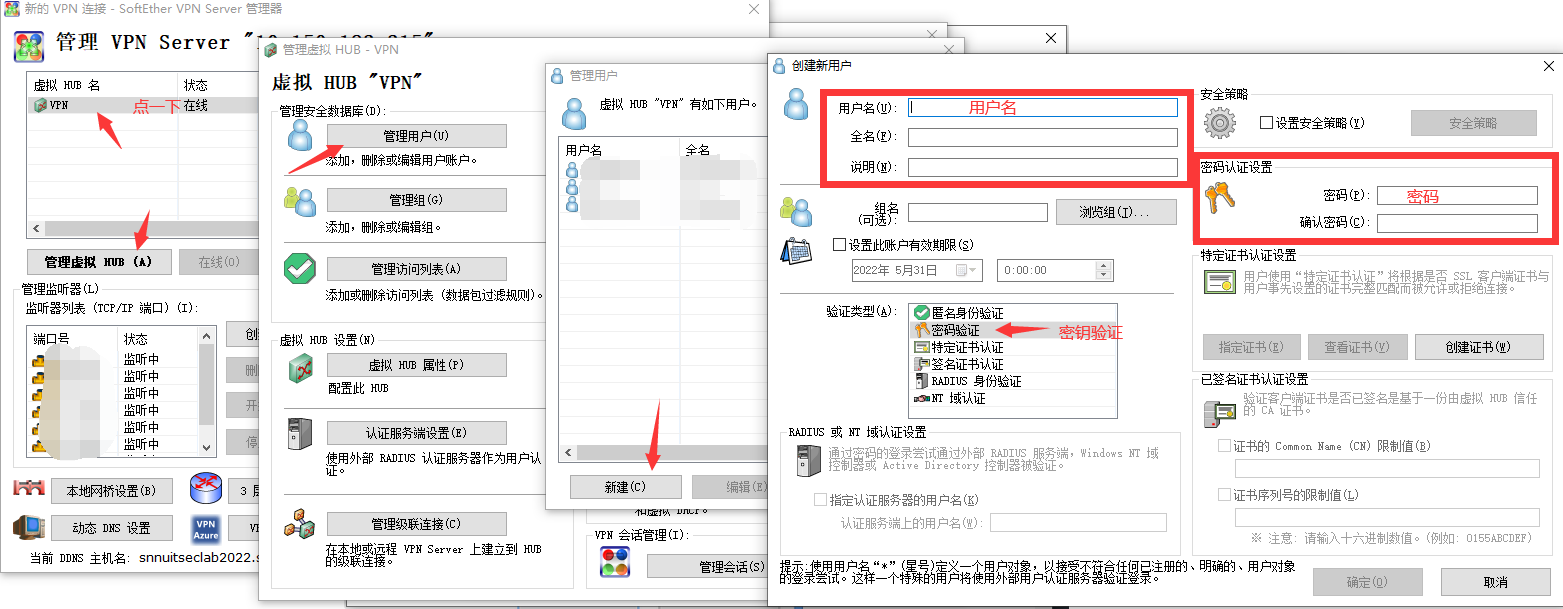 新的 VPN 连接 - SoftEther VPN Server 管理器
管理 VPN Server "10.150.193.215"
虚拟 HUB 名
状态
VPN
点一下
在线
管理虚拟 HUB (A)
在线(O)
管理监听器(L)
监听器列表 (TCP/IP 端口) (I):
端口号
状态
监听中
监听中
监听中
监听中
监听中
监听中
创
删
开
停
本地网桥设置(B)
3 层
动态 DNS 设置
VPN
Azure
当前 DDNS 主机名: snnuitseclab2022.s
管理虚拟 HUB - VPN
虚拟 HUB "VPN"
管理安全数据库(D):
管理用户(U)
添加，删除或编辑用户账户。
管理组(G)
添加，删除或编辑组。
管理访问列表(A)
添加或删除访问列表 (数据包过滤规则)。
虚拟 HUB 设置(N)
虚拟 HUB 属性(P)
配置此 HUB
认证服务端设置(E)
使用外部 RADIUS 认证服务器作为用户认
证。
管理级联连接(C)
在本地或远程 VPN Server 上建立到 HUB
的级联连接。
管理用户
虚拟 HUB "VPN" 有如下用户。
用户名
全名
新建(C)
编辑(E)
和虚拟 DHCP。
VPN 会话管理(I):
管理会话(S)
创建新用户
用户名(U):
用户名
全名(F):
说明(N):
组名
(可选):
浏览组(I)...
设置此账户有效期限(S)
2022年 5月31日
0:00:00
验证类型(A):
匿名身份验证
密码验证
密钥验证
特定证书认证
签名证书认证
RADIUS 身份验证
NT 域认证
RADIUS 或 NT 域认证设置
通过密码的登录尝试通过外部 RADIUS 服务端，Windows NT 域
控制器或 Active Directory 控制器被验证。
指定认证服务器的用户名(K)
认证服务端上的用户名(W):
提示:使用用户名“*”(星号)定义一个用户对象，以接受不符合任何已注册的、明确的、用户对象
的登录尝试。这样一个特殊的用户将使用外部用户认证服务器验证登录。
安全策略
设置安全策略(Y)
安全策略
密码认证设置
密码(P):
密码
确认密码(C):
特定证书认证设置
用户使用“特定证书认证”将根据是否 SSL 客户端证书与
用户事先设置的证书完整匹配而被允许或拒绝连接。
指定证书(E)
查看证书(V)
创建证书(W)
已签名证书认证设置
验证客户端证书是否已签名是基于一份由虚拟 HUB 信任
的 CA 证书。
证书的 Common Name (CN) 限制值(B)
证书序列号的限制值(L)
※ 注意: 请输入十六进制数值。(例如: 0155ABCDEF)
确定(O)
取消